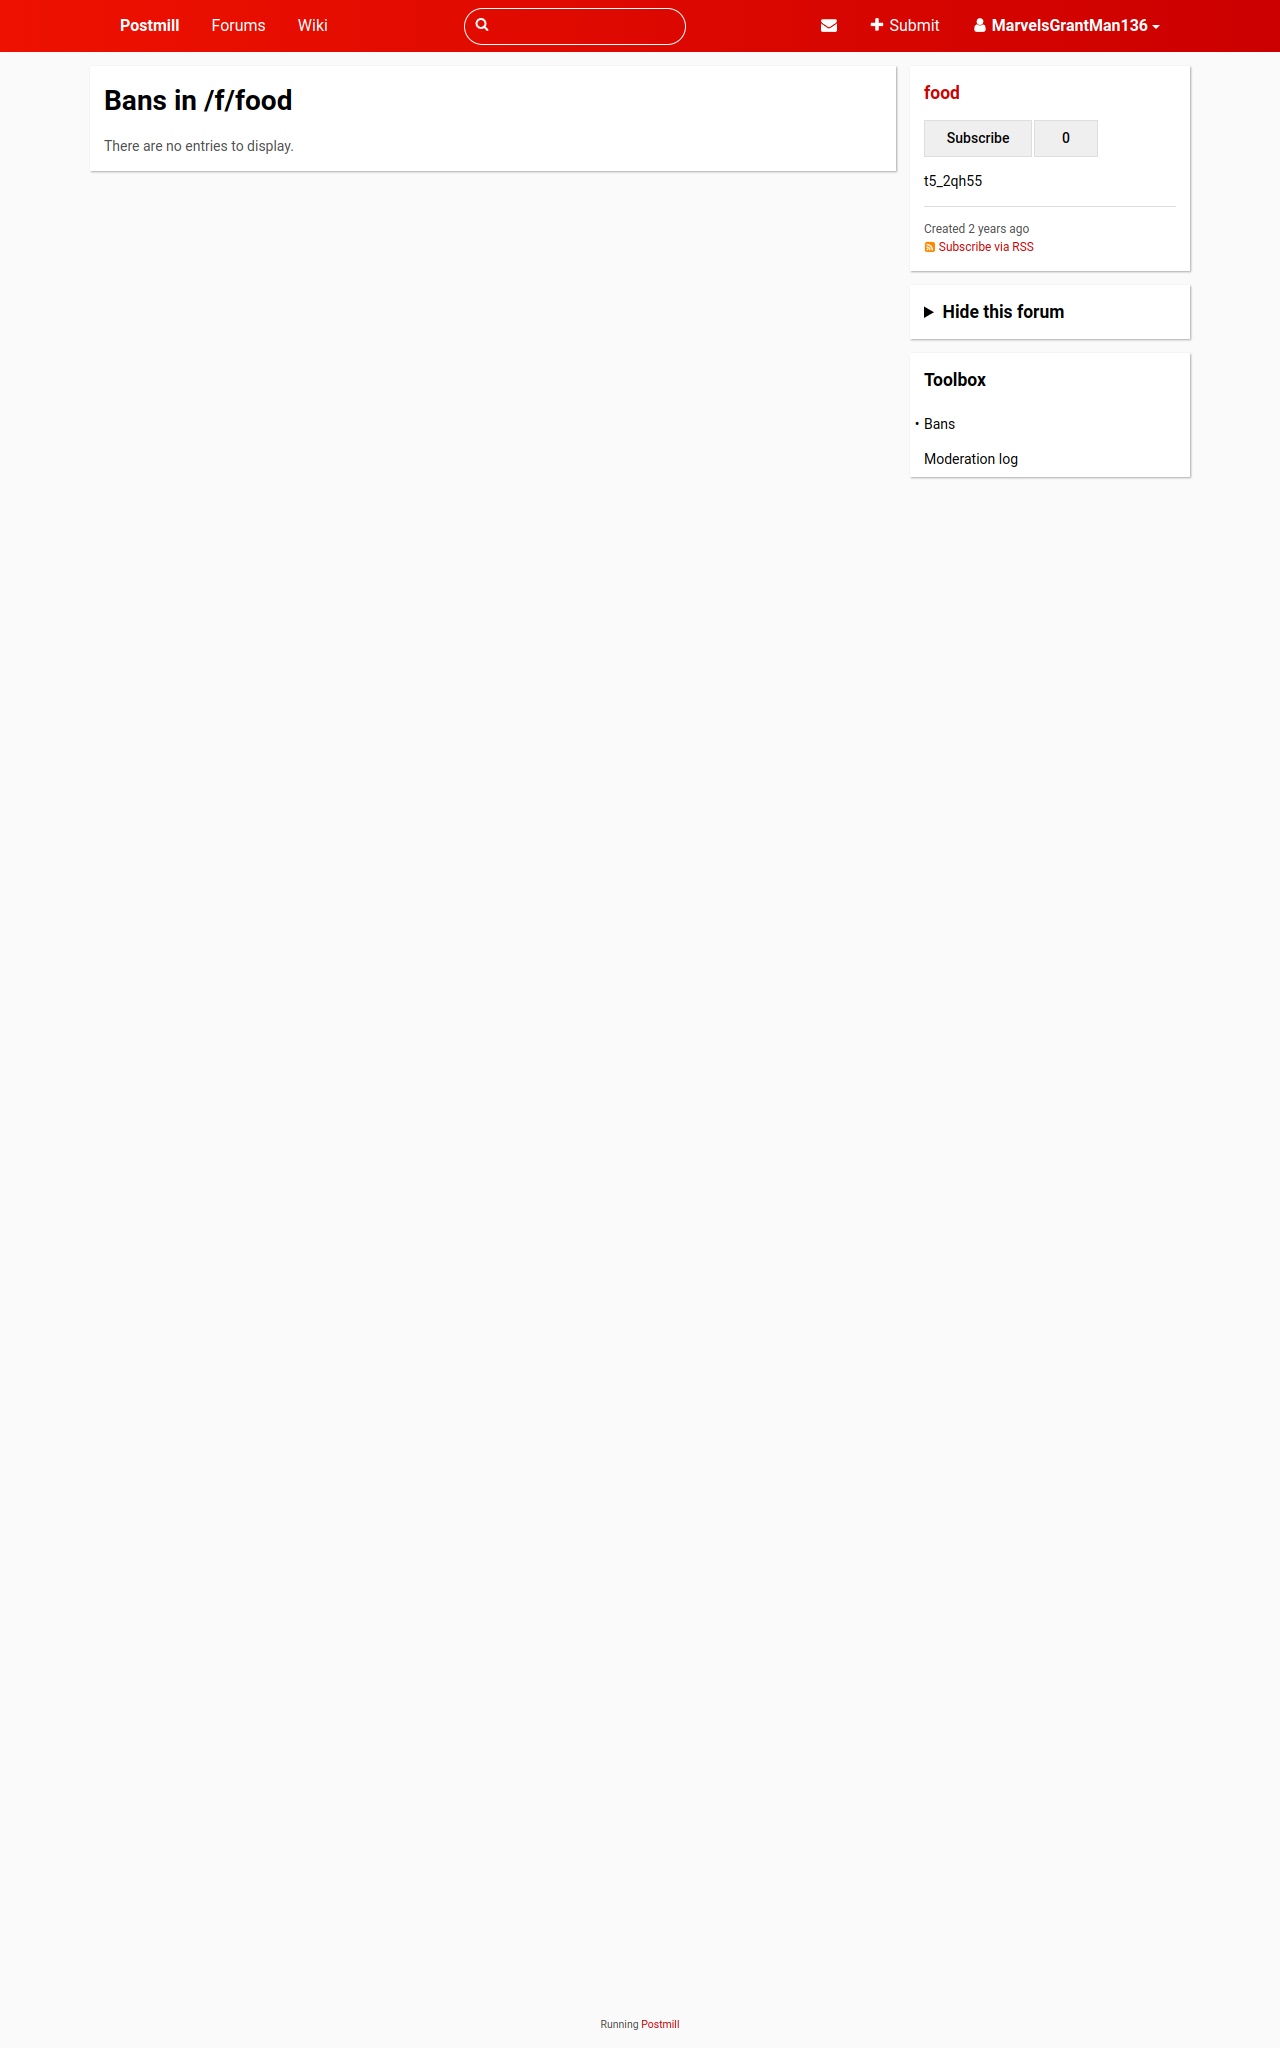 Postmill Forums Wiki Submit MarvelsGrantMan136
Bans in /f/food
There are no entries to display.
food
Subscribe 0
t5_2qh55
Created 2 years ago
Subscribe via RSS
Hide this forum
Toolbox
• Bans
Moderation log
Running Postmill